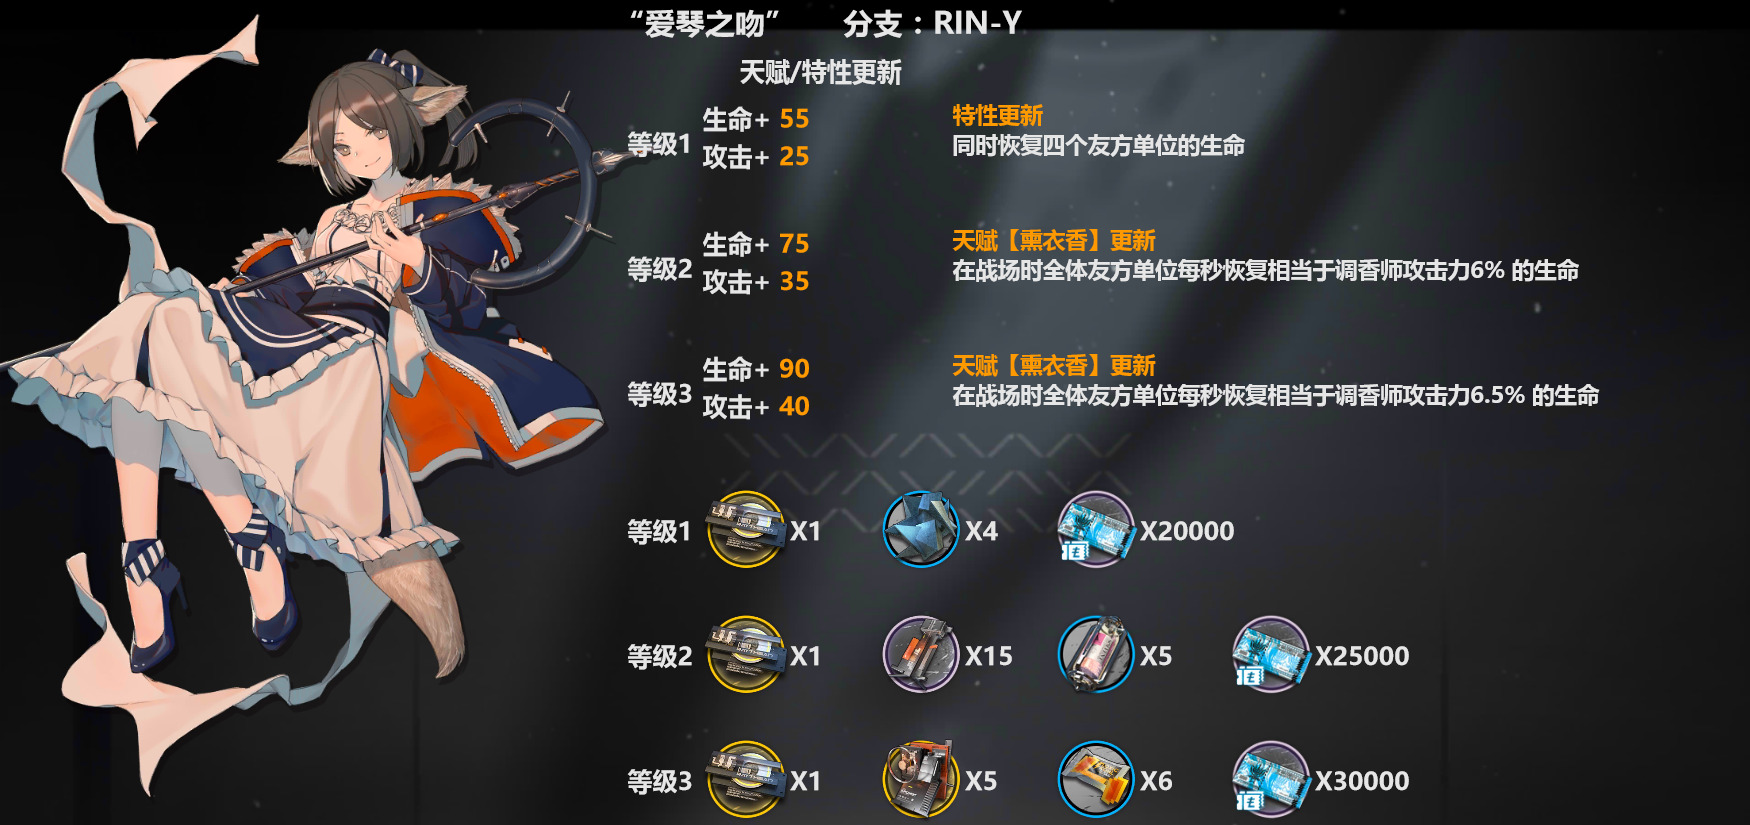 “爱琴之吻” 分支：RIN-Y
天赋/特性更新
等级1
生命+ 55
攻击+ 25
特性更新
同时恢复四个友方单位的生命
等级2
生命+ 75
攻击+ 35
天赋【熏衣香】更新
在战场时全体友方单位每秒恢复相当于调香师攻击力6% 的生命
等级3
生命+ 90
攻击+ 40
天赋【熏衣香】更新
在战场时全体友方单位每秒恢复相当于调香师攻击力6.5% 的生命
等级1 X1 X4 X20000
等级2 X1 X15 X5 X25000
等级3 X1 X5 X6 X30000